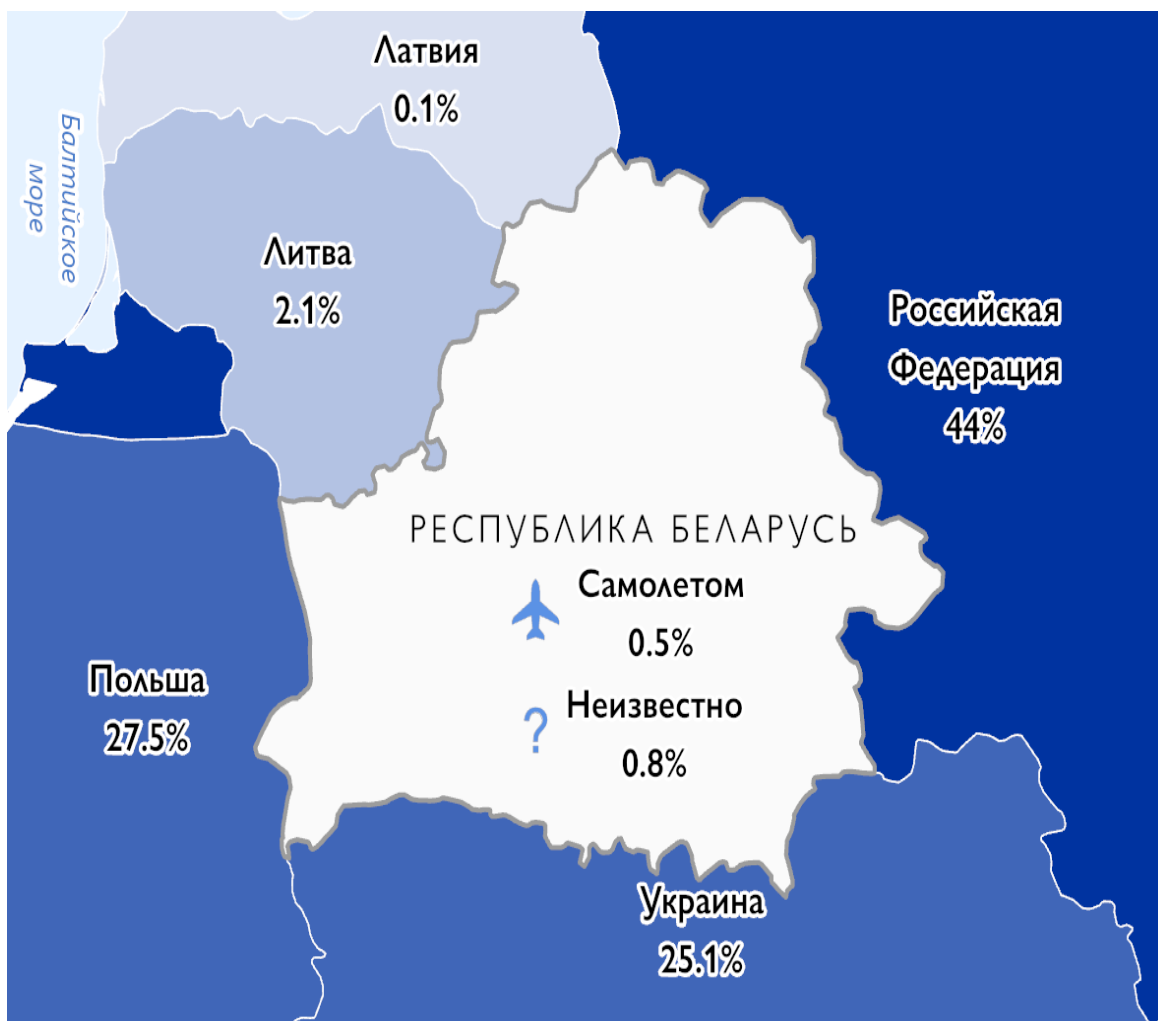 Латвия
0.1%
Балтийское
море
Литва
2.1%
Российская
Федерация
44%
РЕСПУБЛИКА БЕЛАРУСЬ
Самолетом
0.5%
Польша
27.5%
?
Неизвестно
0.8%
Украина
25.1%